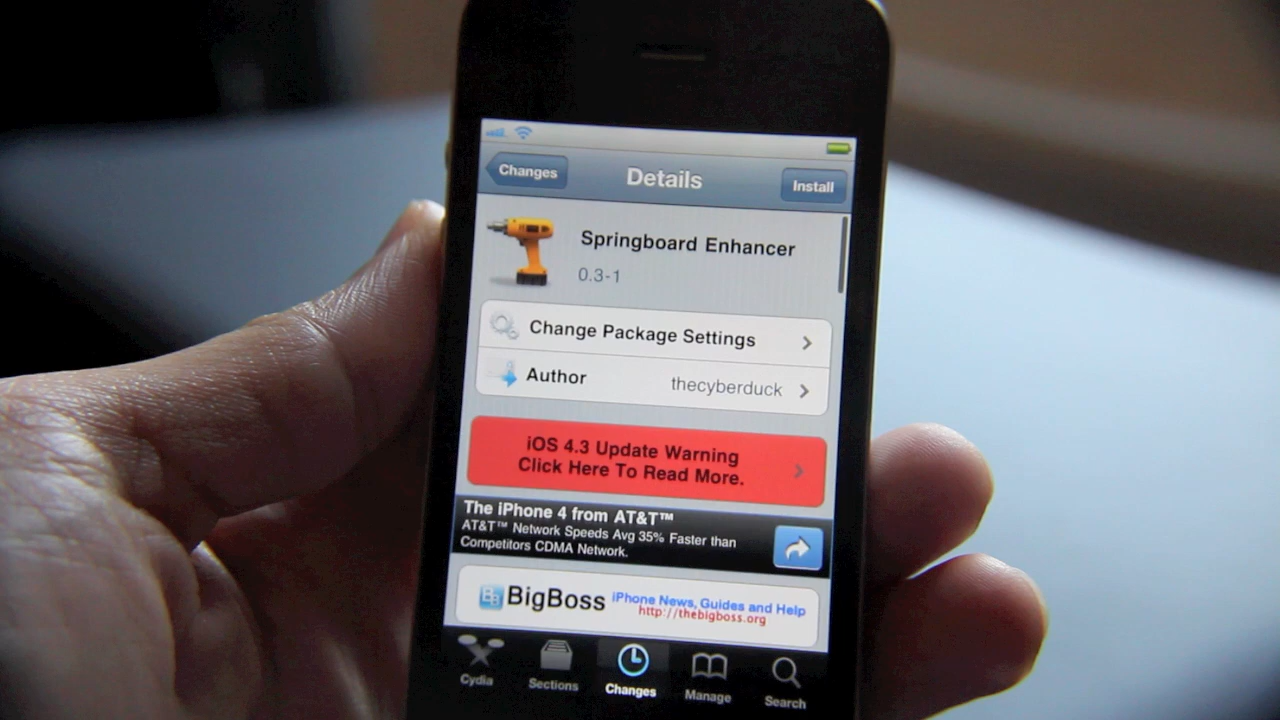 Changes
Details
Install
Springboard Enhancer
0.3-1
Change Package Settings
Author
thecyberduck
iOS 4.3 Update Warning
Click Here To Read More.
The iPhone 4 from AT&T™
AT&T™ Network Speeds Avg 35% Faster than
Competitors CDMA Network.
BB
BigBoss
iPhone News, Guides and Help
http://thebigboss.org
Cydia
Sections
Changes
Manage
Search